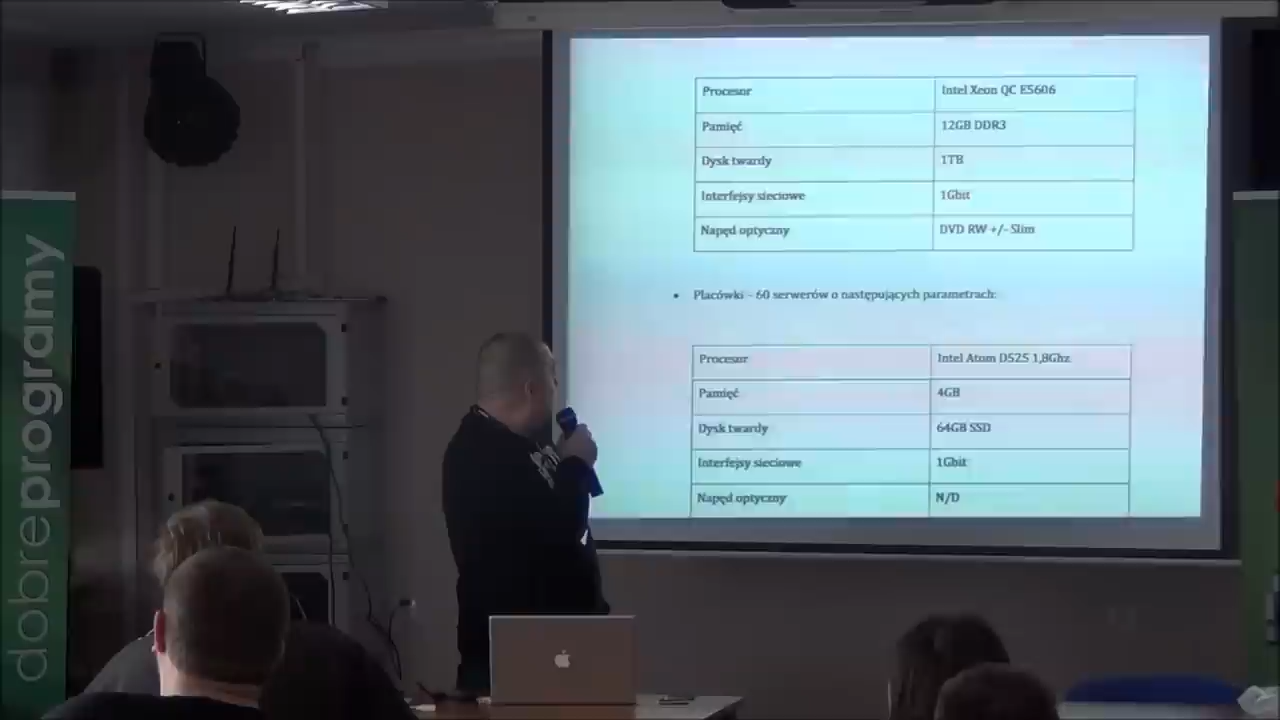 Procesor Intel Xeon QC E5606
Pamięć 12GB DDR3
Dysk twardy 1TB
Interfejsy sieciowe 1Gbit
Napęd optyczny DVD RW +/- Slim
• Placówki – 60 serwerów o następujących parametrach:
Procesor Intel Atom D525 1,8Ghz
Pamięć 4GB
Dysk twardy 64GB SSD
Interfejsy sieciowe 1Gbit
Napęd optyczny N/D
dobreprogramy